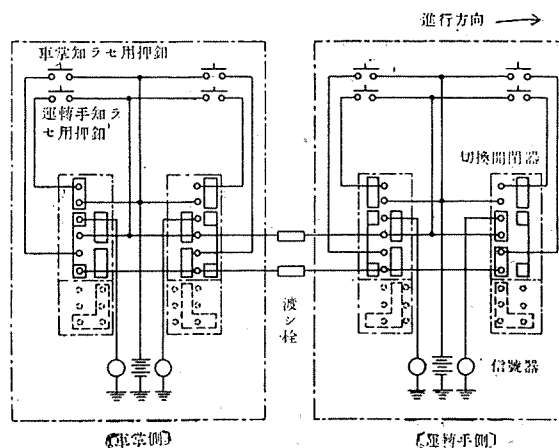 進行方向
車掌知ラセ用押釦
運轉手知ラ
セ用押釦
切換開閉器
渡シ栓
信號器
〔車掌側〕
〔運轉手側〕